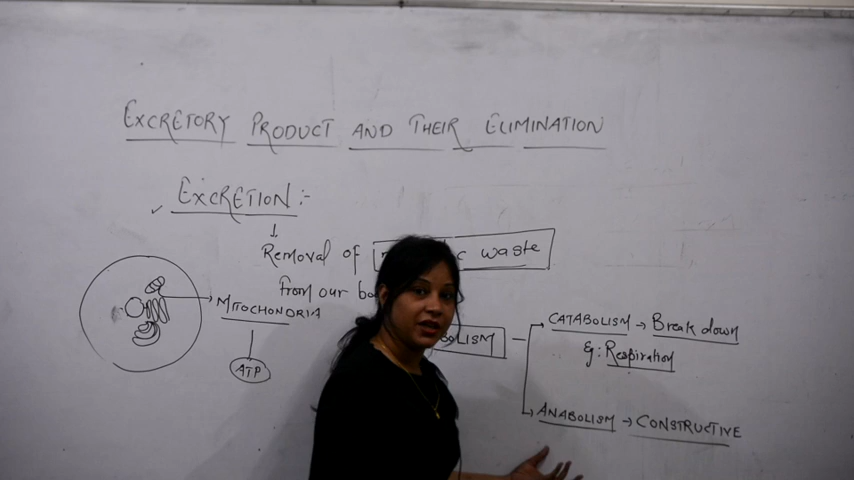 EXCRETORY PRODUCT AND THEIR ELIMINATION
EXCRETION :-
Removal of waste
from our
MITOCHONDRIA
ATP
CATABOLISM → Break down
Eg: Respiration
ANABOLISM → CONSTRUCTIVE